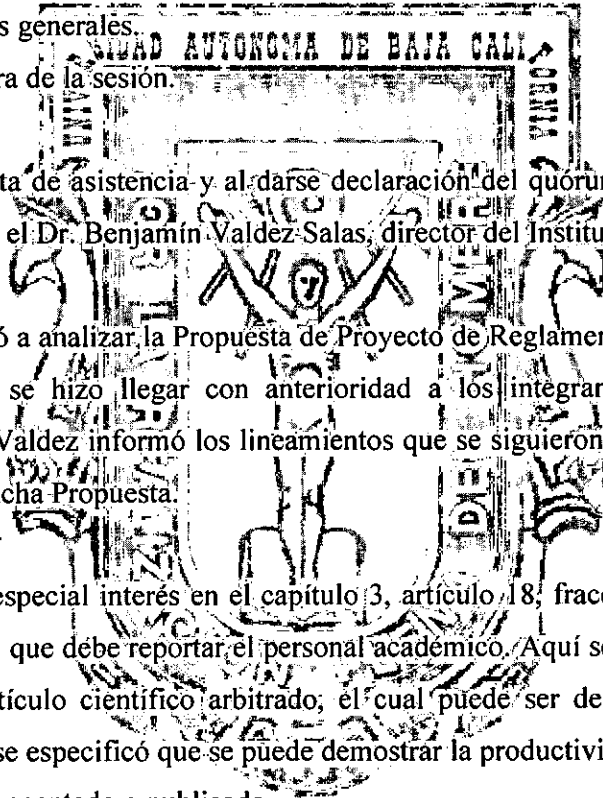 s generales.
SIDAD AUTONOMA DE BAJA CALI
ra de la sesión.
ta de asistencia y al darse declaración del quóru
el Dr. Benjamín Valdez Salas, director del Institu
ó a analizar la Propuesta de Proyecto de Reglamen
se hizo llegar con anterioridad a los integrar
Valdez informó los lineamientos que se siguieron
cha Propuesta.
especial interés en el capítulo 3, artículo 18, frac
que debe reportar el personal académico. Aquí se
tículo científico arbitrado, el cual puede ser de
se especificó que se puede demostrar la productivi